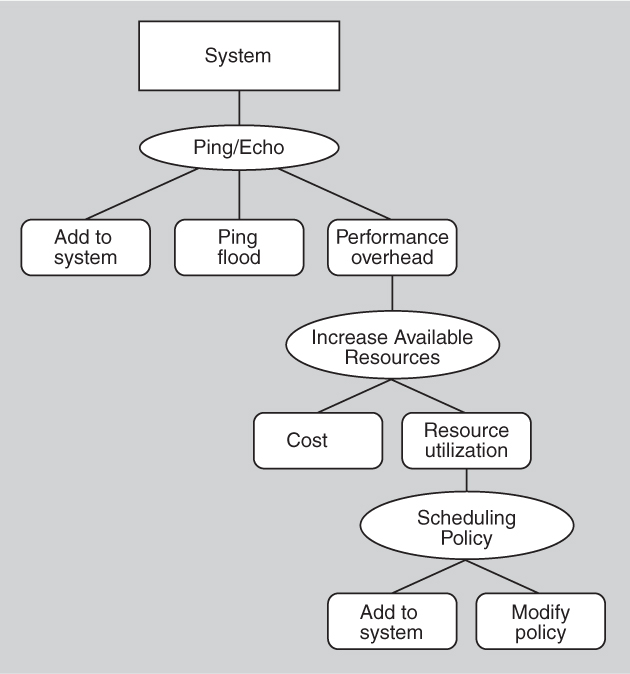 System
Ping/Echo
Add to
system
Ping
flood
Performance
overhead
Increase Available
Resources
Cost
Resource
utilization
Scheduling
Policy
Add to
system
Modify
policy